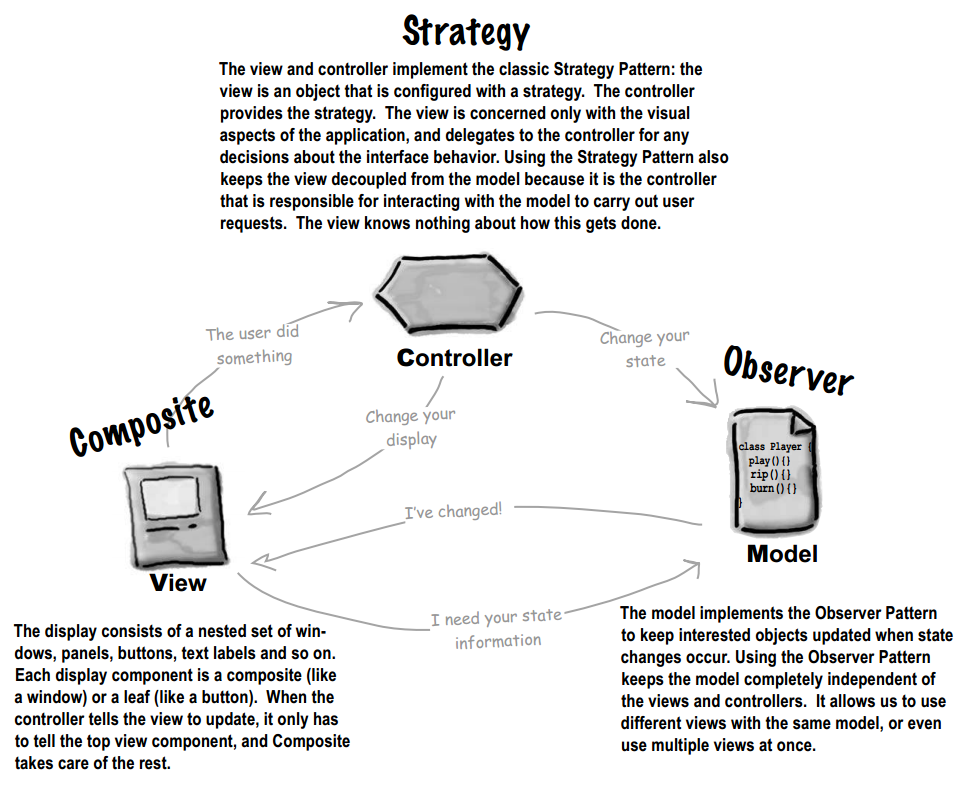 Strategy
The view and controller implement the classic Strategy Pattern: the
view is an object that is configured with a strategy.  The controller
provides the strategy.  The view is concerned only with the visual
aspects of the application, and delegates to the controller for any
decisions about the interface behavior. Using the Strategy Pattern also
keeps the view decoupled from the model because it is the controller
that is responsible for interacting with the model to carry out user
requests.  The view knows nothing about how this gets done.
The user did
something
Controller
Change your
state
Observer
Composite
Change your
display
class Player {
play(){}
rip(){}
burn(){}
}
I've changed!
Model
View
I need your state
information
The display consists of a nested set of win-
dows, panels, buttons, text labels and so on.
Each display component is a composite (like
a window) or a leaf (like a button).  When the
controller tells the view to update, it only has
to tell the top view component, and Composite
takes care of the rest.
The model implements the Observer Pattern
to keep interested objects updated when state
changes occur. Using the Observer Pattern
keeps the model completely independent of
the views and controllers.  It allows us to use
different views with the same model, or even
use multiple views at once.